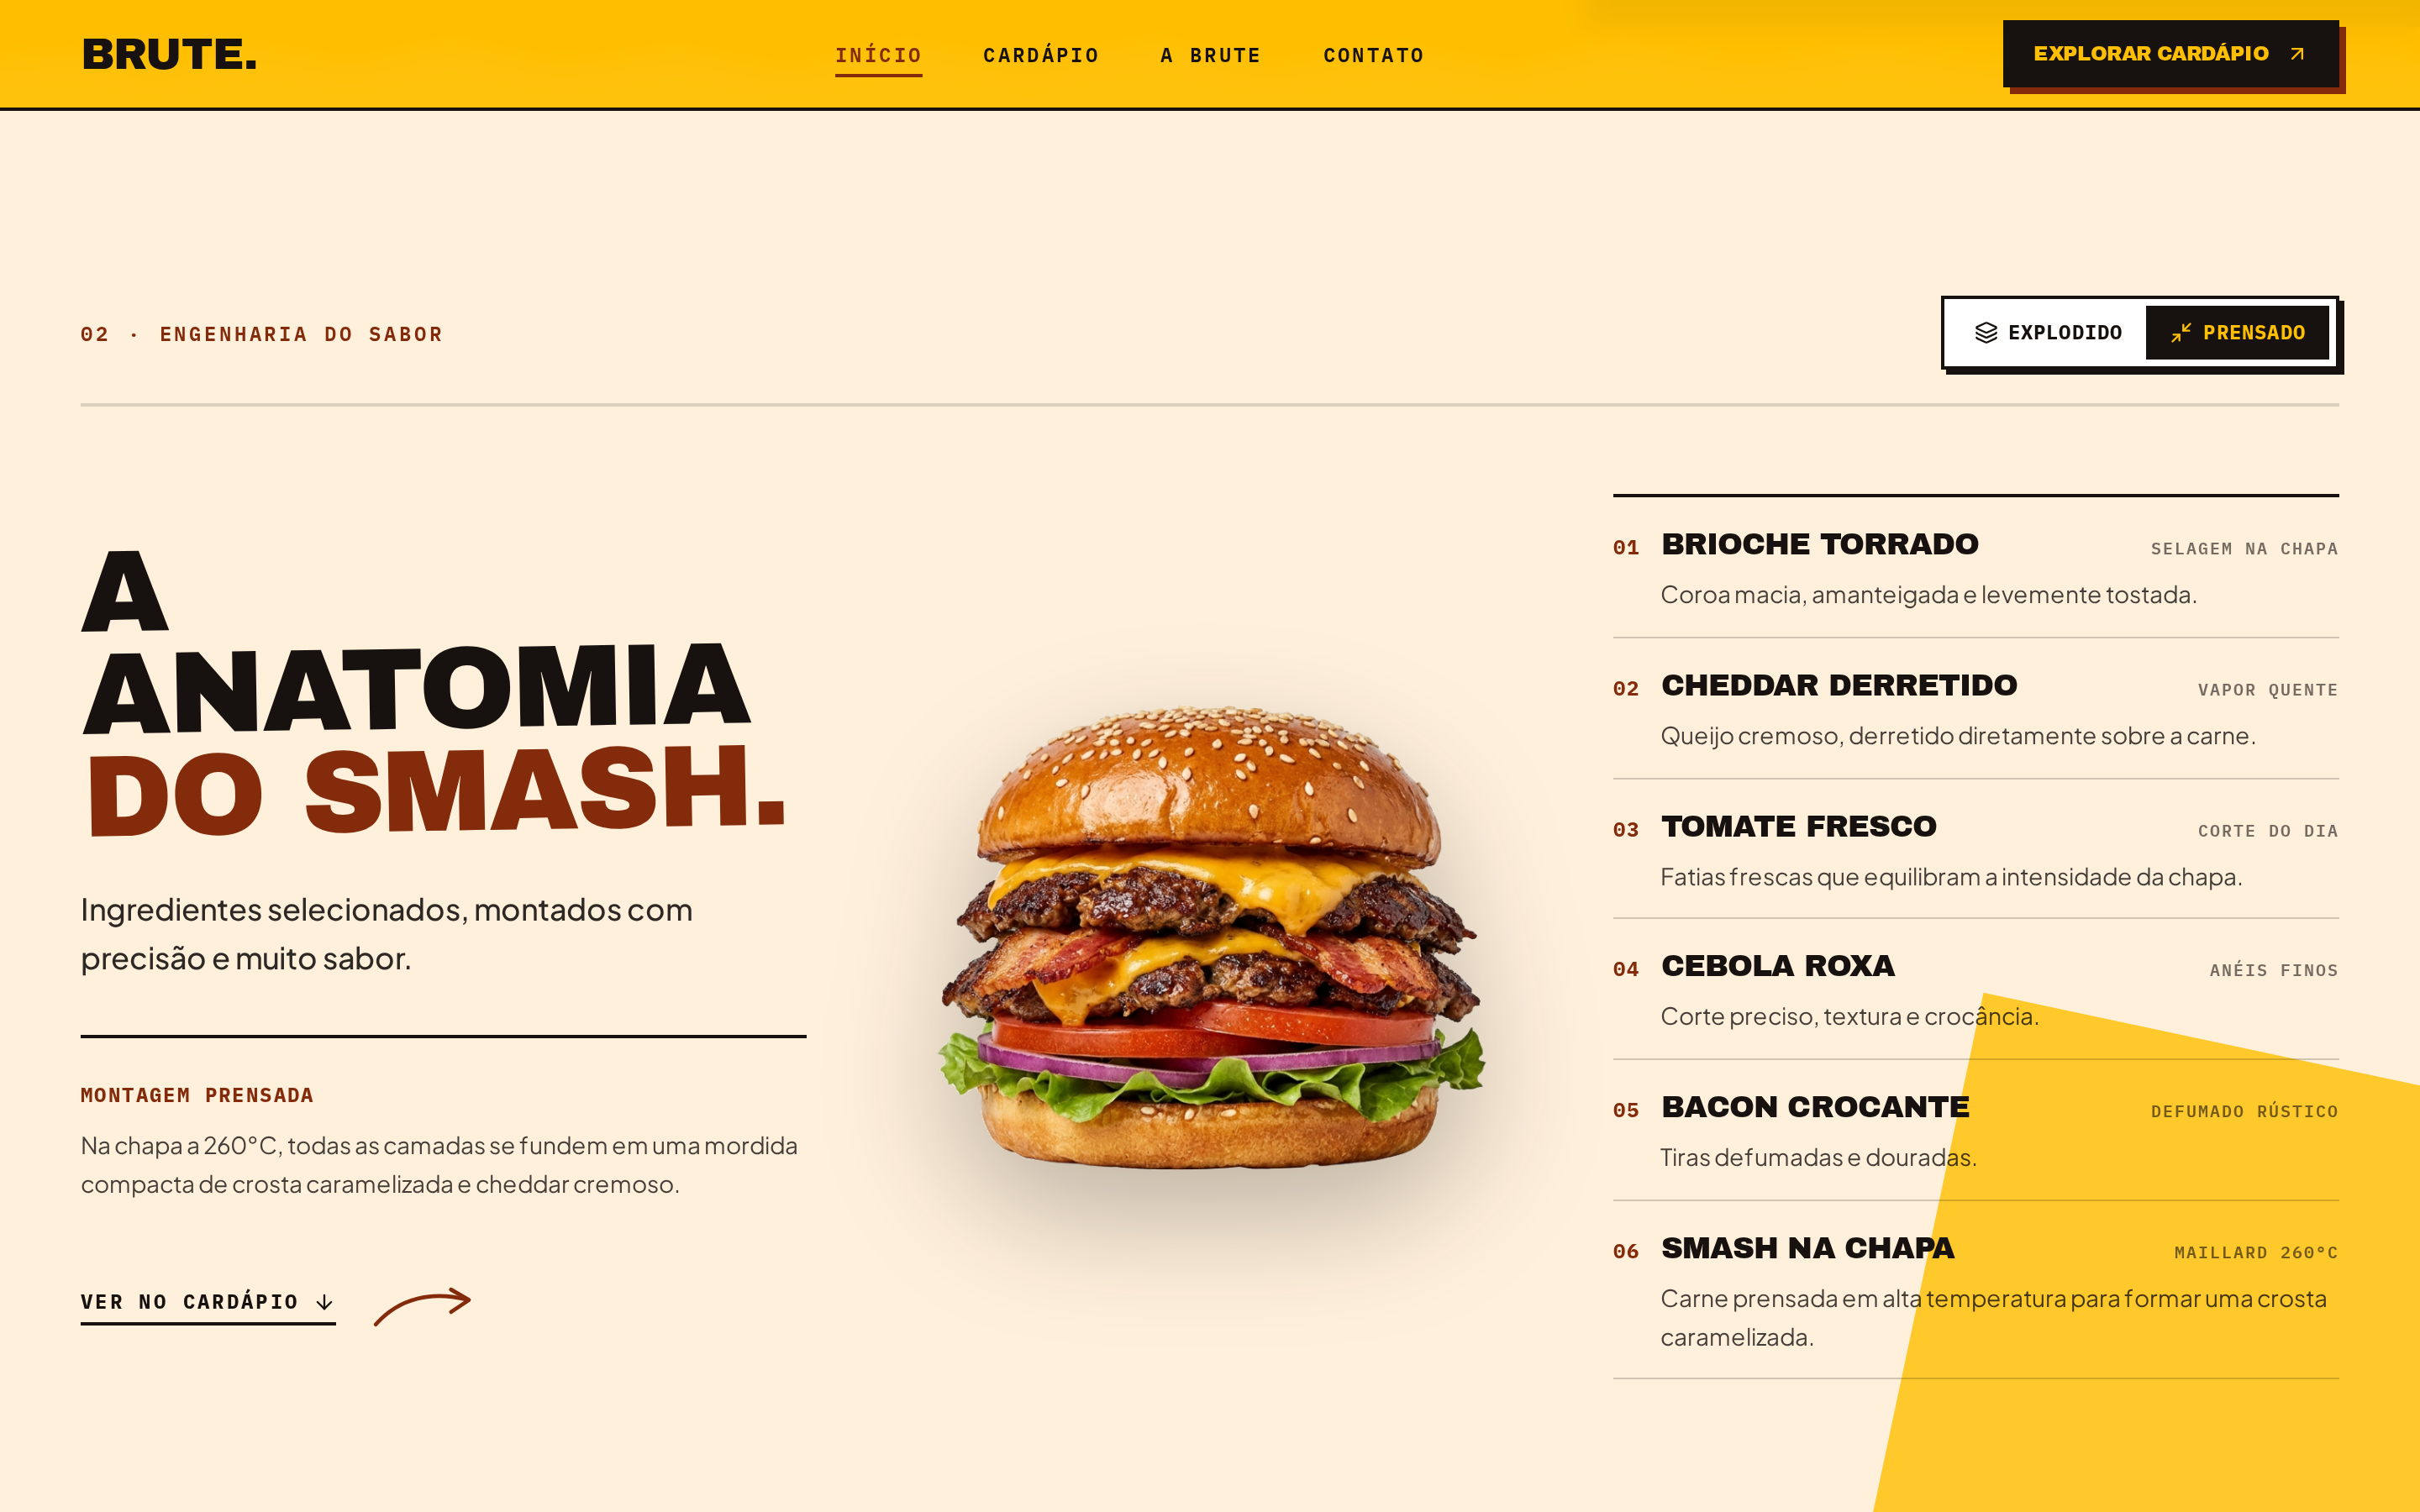 BRUTE.
INÍCIO
CARDÁPIO
A BRUTE
CONTATO
EXPLORAR CARDÁPIO
02 · ENGENHARIA DO SABOR
EXPLODIDO
PRENSADO
A
ANATOMIA
DO SMASH.
Ingredientes selecionados, montados com
precisão e muito sabor.
MONTAGEM PRENSADA
Na chapa a 260°C, todas as camadas se fundem em uma mordida
compacta de crosta caramelizada e cheddar cremoso.
VER NO CARDÁPIO
01 BRIOCHE TORRADO SELAGEM NA CHAPA
Coroa macia, amanteigada e levemente tostada.
02 CHEDDAR DERRETIDO VAPOR QUENTE
Queijo cremoso, derretido diretamente sobre a carne.
03 TOMATE FRESCO CORTE DO DIA
Fatias frescas que equilibram a intensidade da chapa.
04 CEBOLA ROXA ANÉIS FINOS
Corte preciso, textura e crocância.
05 BACON CROCANTE DEFUMADO RÚSTICO
Tiras defumadas e douradas.
06 SMASH NA CHAPA MAILLARD 260°C
Carne prensada em alta temperatura para formar uma crosta
caramelizada.